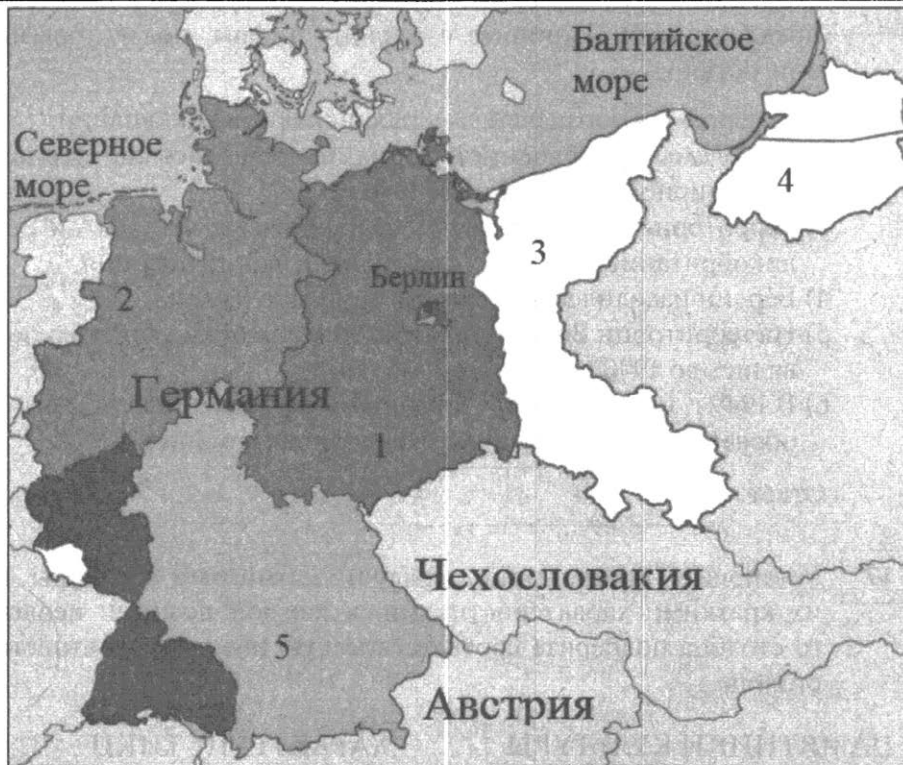 Балтийское
море
Северное
море
4
3
2
Берлин
Германия
1
Чехословакия
5
Австрия